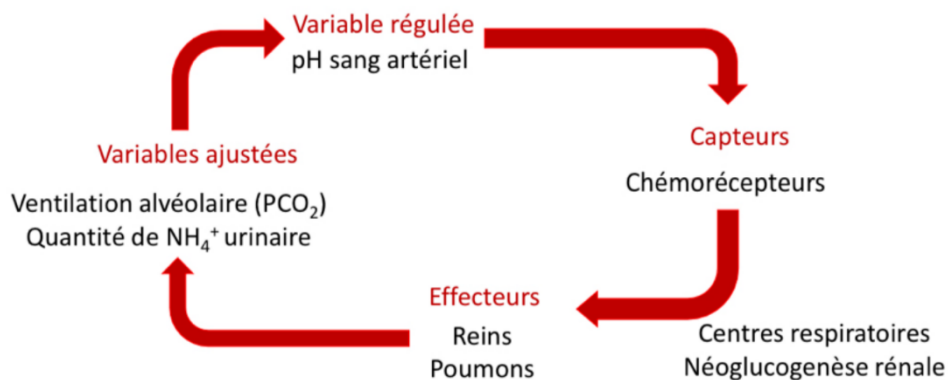 Variable régulée
pH sang artériel
Capteurs
Chémorécepteurs
Variables ajustées
Ventilation alvéolaire (PCO₂)
Quantité de NH₄⁺ urinaire
Effecteurs
Reins
Poumons
Centres respiratoires
Néoglucogenèse rénale